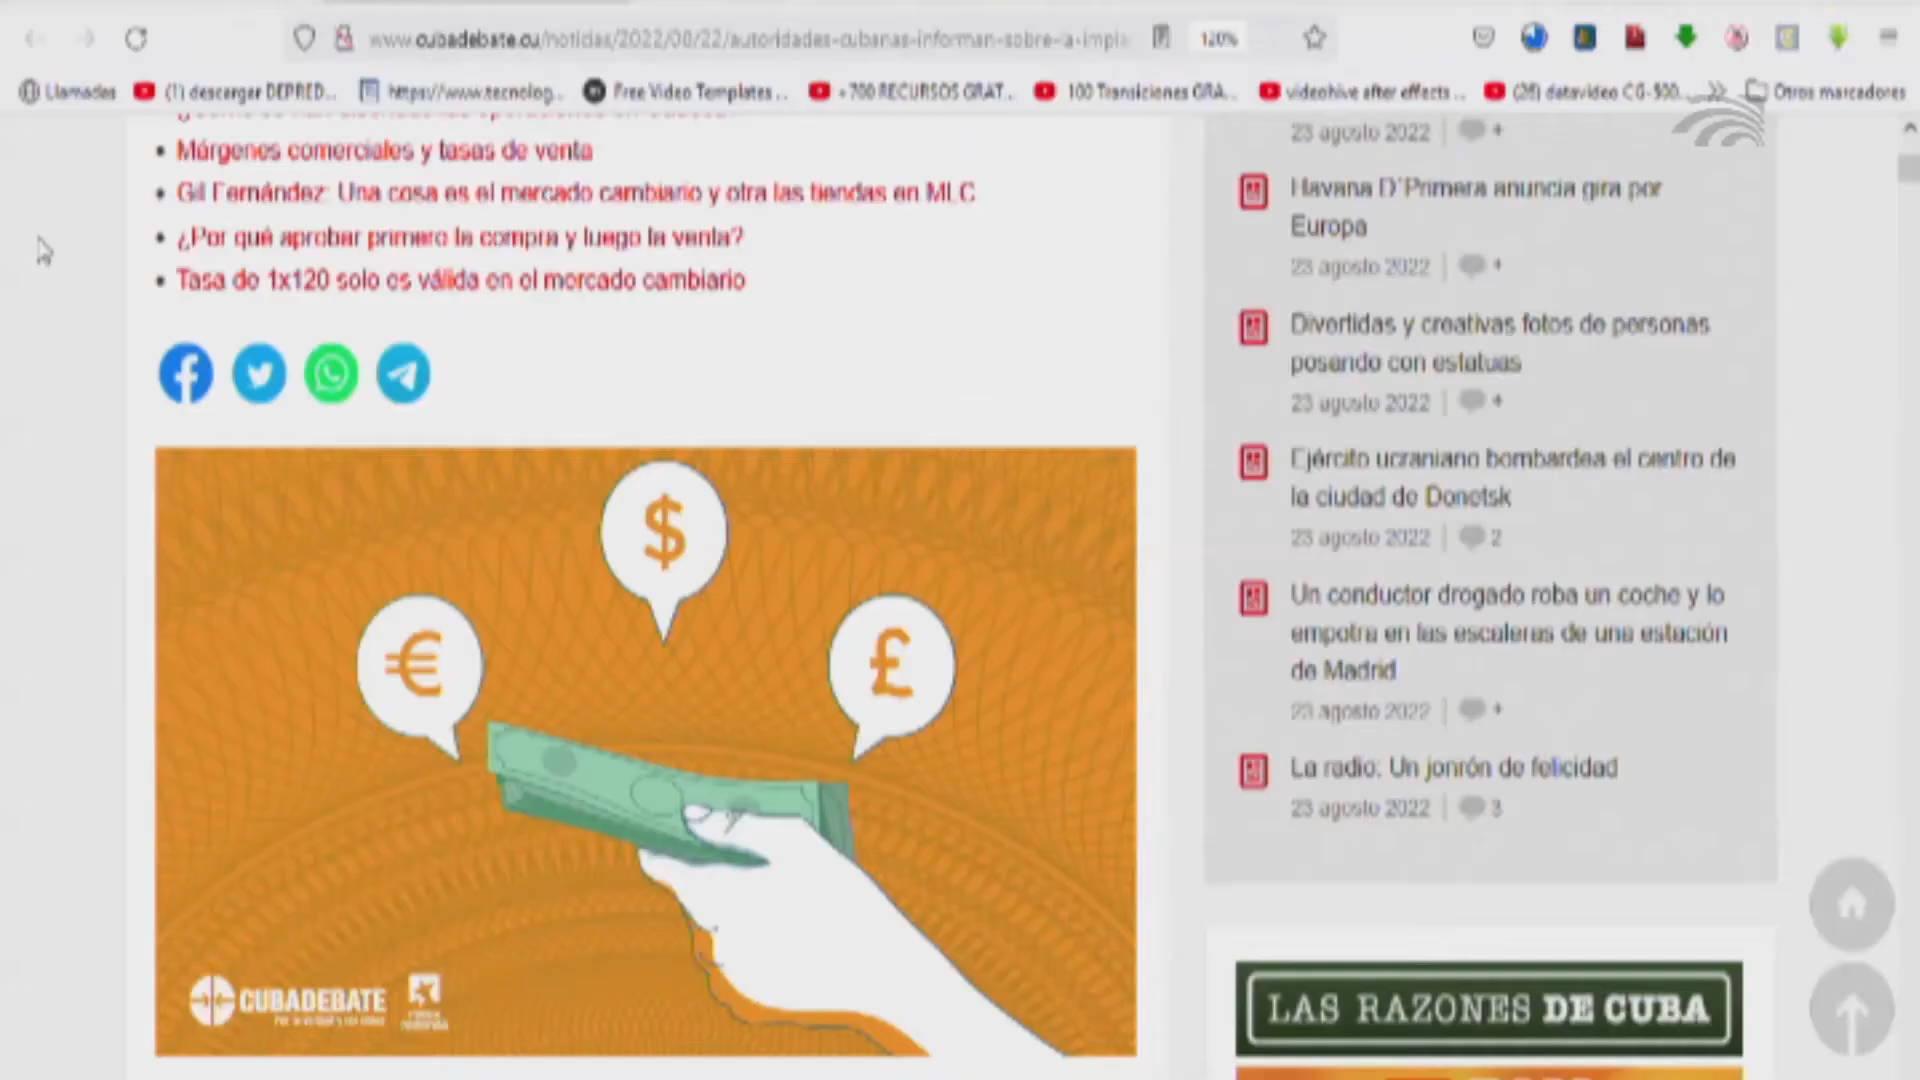 www.cubadebate.cu/noticias/2022/08/22/autoridades-cubanas-informan-sobre-la-impla
120%
Llamadas
(1) descargar DEPRED...
https://www.tecnolog...
Free Video Templates ...
+700 RECURSOS GRAT...
100 Transiciones GRA...
videohive after effects ...
(26) datavideo CG-500...
Otros marcadores
Márgenes comerciales y tasas de venta
Gil Fernández: Una cosa es el mercado cambiario y otra las tiendas en MLC
¿Por qué aprobar primero la compra y luego la venta?
Tasa de 1x120 solo es válida en el mercado cambiario
$
€
£
CUBADEBATE
23 agosto 2022 | +
Havana D'Primera anuncia gira por
Europa
23 agosto 2022 | +
Divertidas y creativas fotos de personas
posando con estatuas
23 agosto 2022 | +
Ejército ucraniano bombardea el centro de
la ciudad de Donetsk
23 agosto 2022 | 2
Un conductor drogado roba un coche y lo
empotra en las escaleras de una estación
de Madrid
23 agosto 2022 | +
La radio: Un jonrón de felicidad
23 agosto 2022 | 3
LAS RAZONES DE CUBA